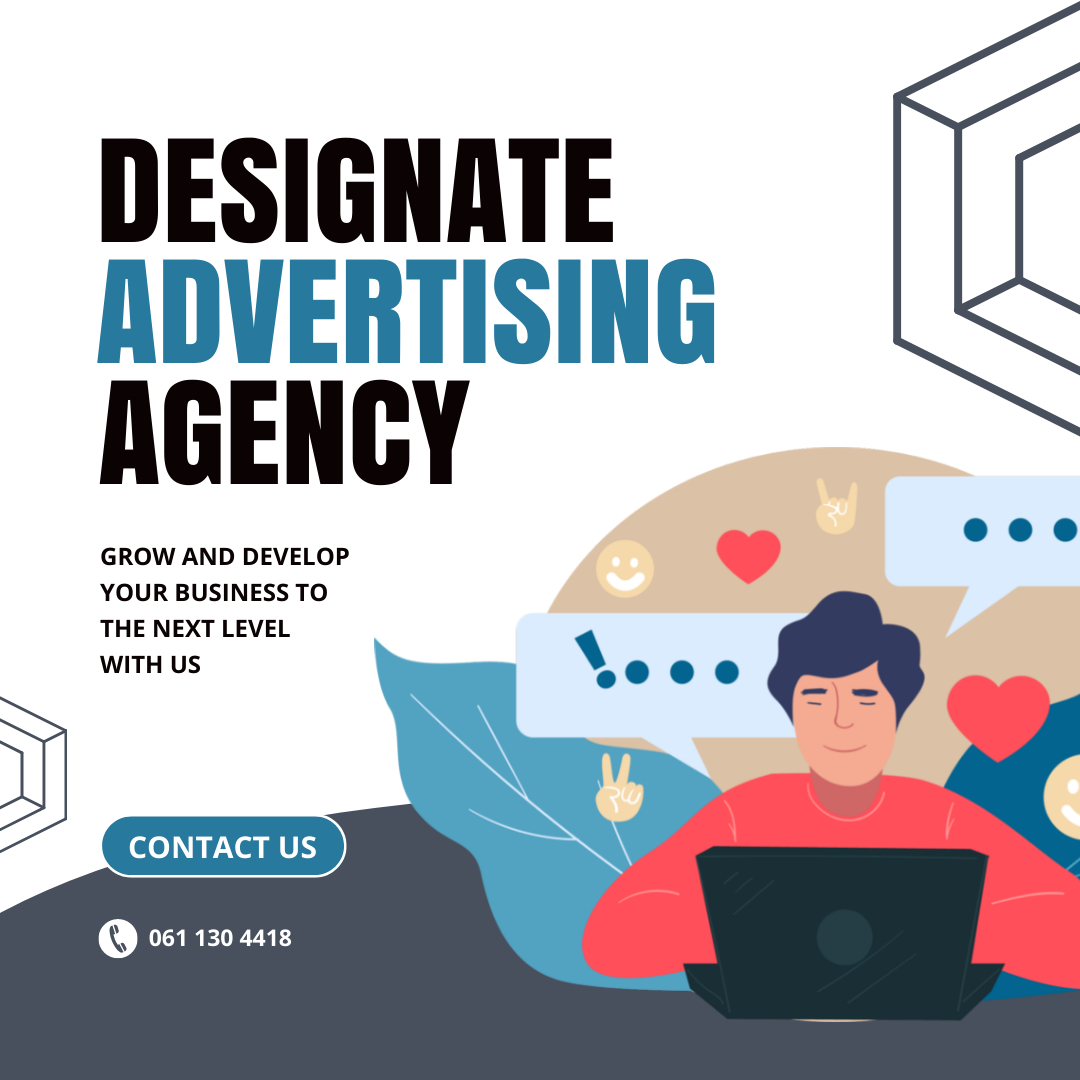 DESIGNATE
ADVERTISING
AGENCY
GROW AND DEVELOP
YOUR BUSINESS TO
THE NEXT LEVEL
WITH US
CONTACT US
061 130 4418